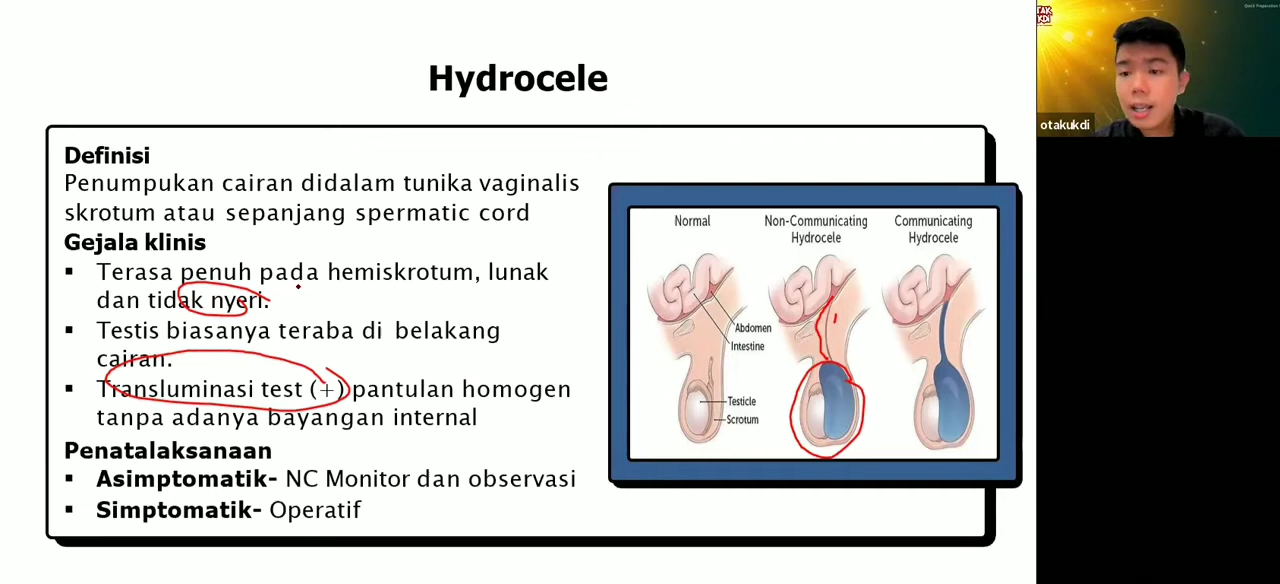 Hydrocele
Definisi
Penumpukan cairan didalam tunika vaginalis
skrotum atau sepanjang spermatic cord
Gejala klinis
▪ Terasa penuh pada hemiskrotum, lunak
dan tidak nyeri.
▪ Testis biasanya teraba di belakang
cairan.
▪ Transluminasi test (+) pantulan homogen
tanpa adanya bayangan internal
Penatalaksanaan
▪ Asimptomatik- NC Monitor dan observasi
▪ Simptomatik- Operatif
Normal
Non-Communicating
Hydrocele
Communicating
Hydrocele
Abdomen
Intestine
Testicle
Scrotum
otakukdi